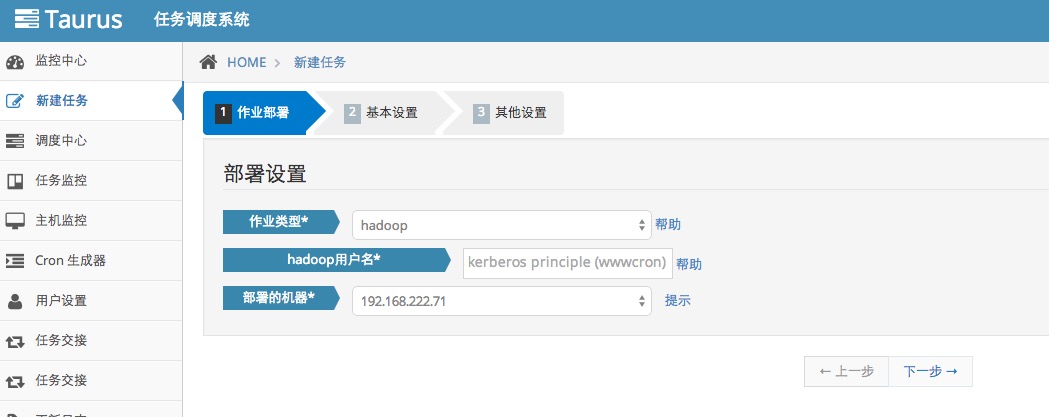 Taurus 任务调度系统
监控中心
新建任务
调度中心
任务监控
主机监控
Cron 生成器
用户设置
任务交接
任务交接
HOME > 新建任务
1 作业部署 2 基本设置 3 其他设置
部署设置
作业类型* hadoop 帮助
hadoop用户名* kerberos principle (wwwcron) 帮助
部署的机器* 192.168.222.71 提示
← 上一步 下一步 →